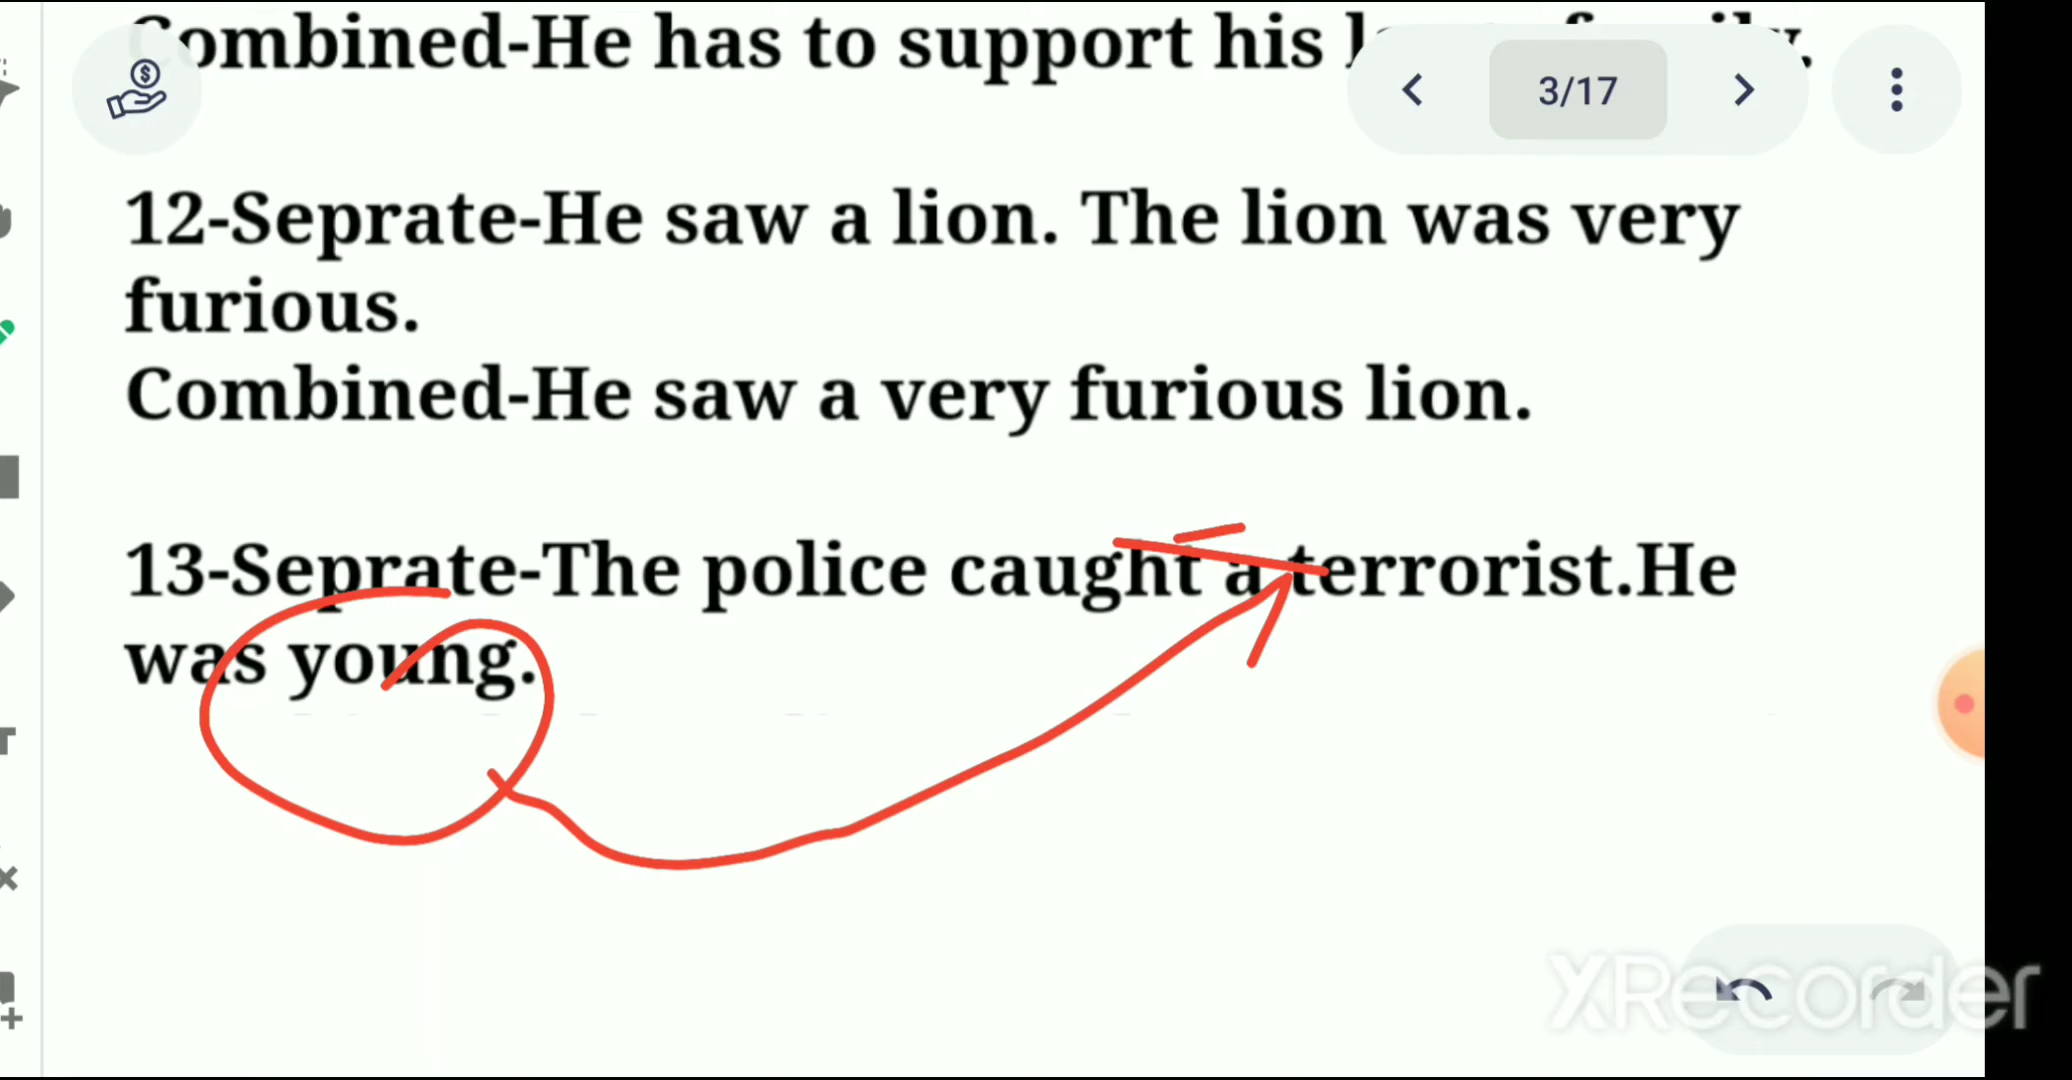 Combined-He has to support his family.
3/17
12-Seprate-He saw a lion. The lion was very
furious.
Combined-He saw a very furious lion.
13-Seprate-The police caught a terrorist.He
was young.
XRecorder